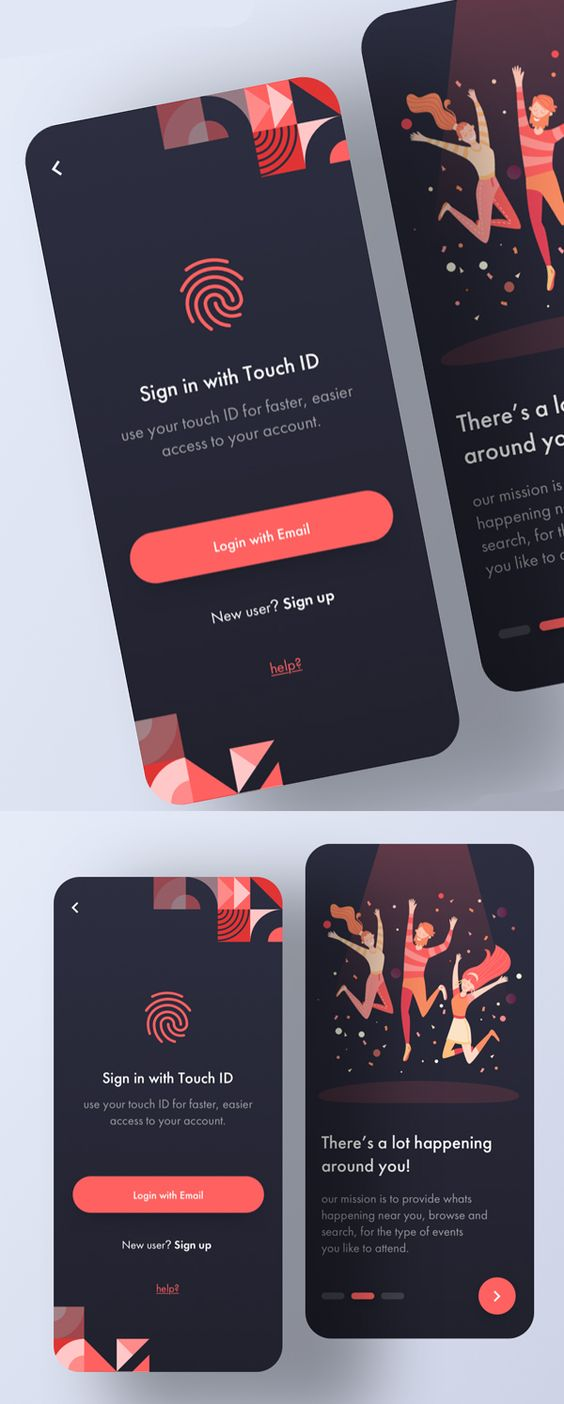 Sign in with Touch ID
use your touch ID for faster, easier
access to your account.
Login with Email
New user? Sign up
help?
There's a l
around yo
our mission is
happening n
search, for th
you like to a
Sign in with Touch ID
use your touch ID for faster, easier
access to your account.
Login with Email
New user? Sign up
help?
There's a lot happening
around you!
our mission is to provide whats
happening near you, browse and
search, for the type of events
you like to attend.